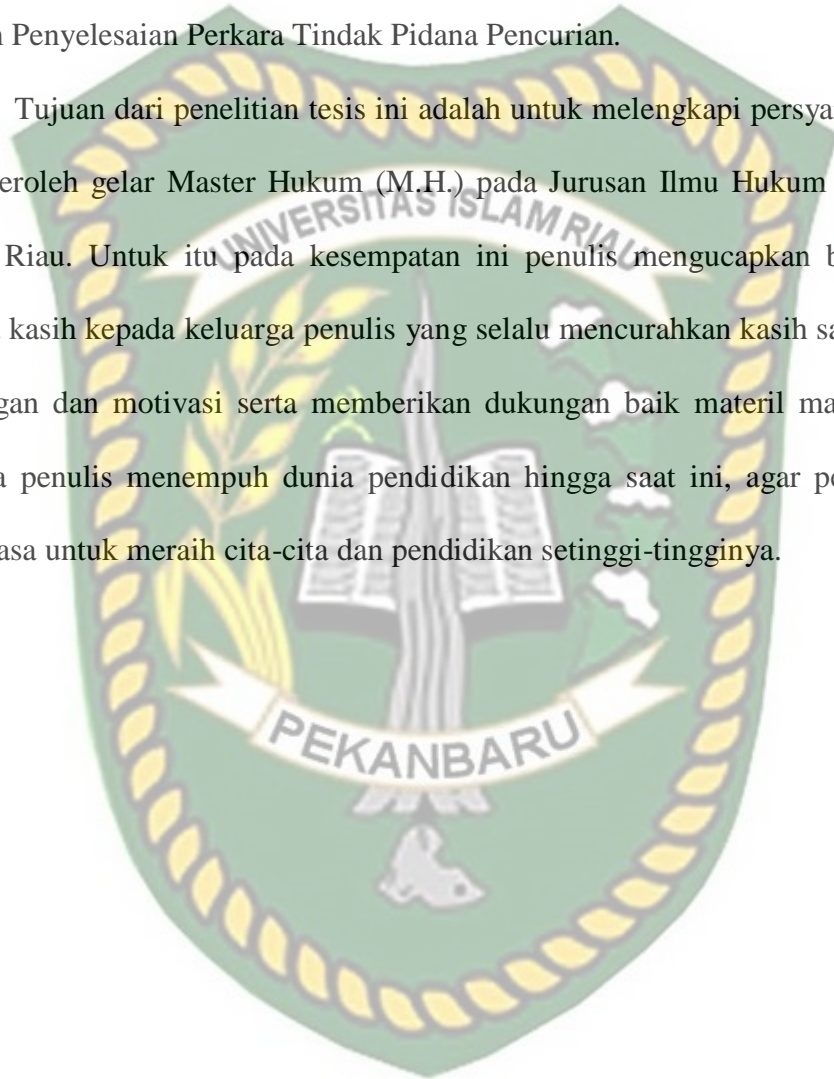 n Penyelesaian Perkara Tindak Pidana Pencurian.
Tujuan dari penelitian tesis ini adalah untuk melengkapi persya
eroleh gelar Master Hukum (M.H.) pada Jurusan Ilmu Hukum
Riau. Untuk itu pada kesempatan ini penulis mengucapkan b
kasih kepada keluarga penulis yang selalu mencurahkan kasih sa
gan dan motivasi serta memberikan dukungan baik materil ma
a penulis menempuh dunia pendidikan hingga saat ini, agar pe
asa untuk meraih cita-cita dan pendidikan setinggi-tingginya.
UNIVERSITAS ISLAM RIAU
PEKANBARU